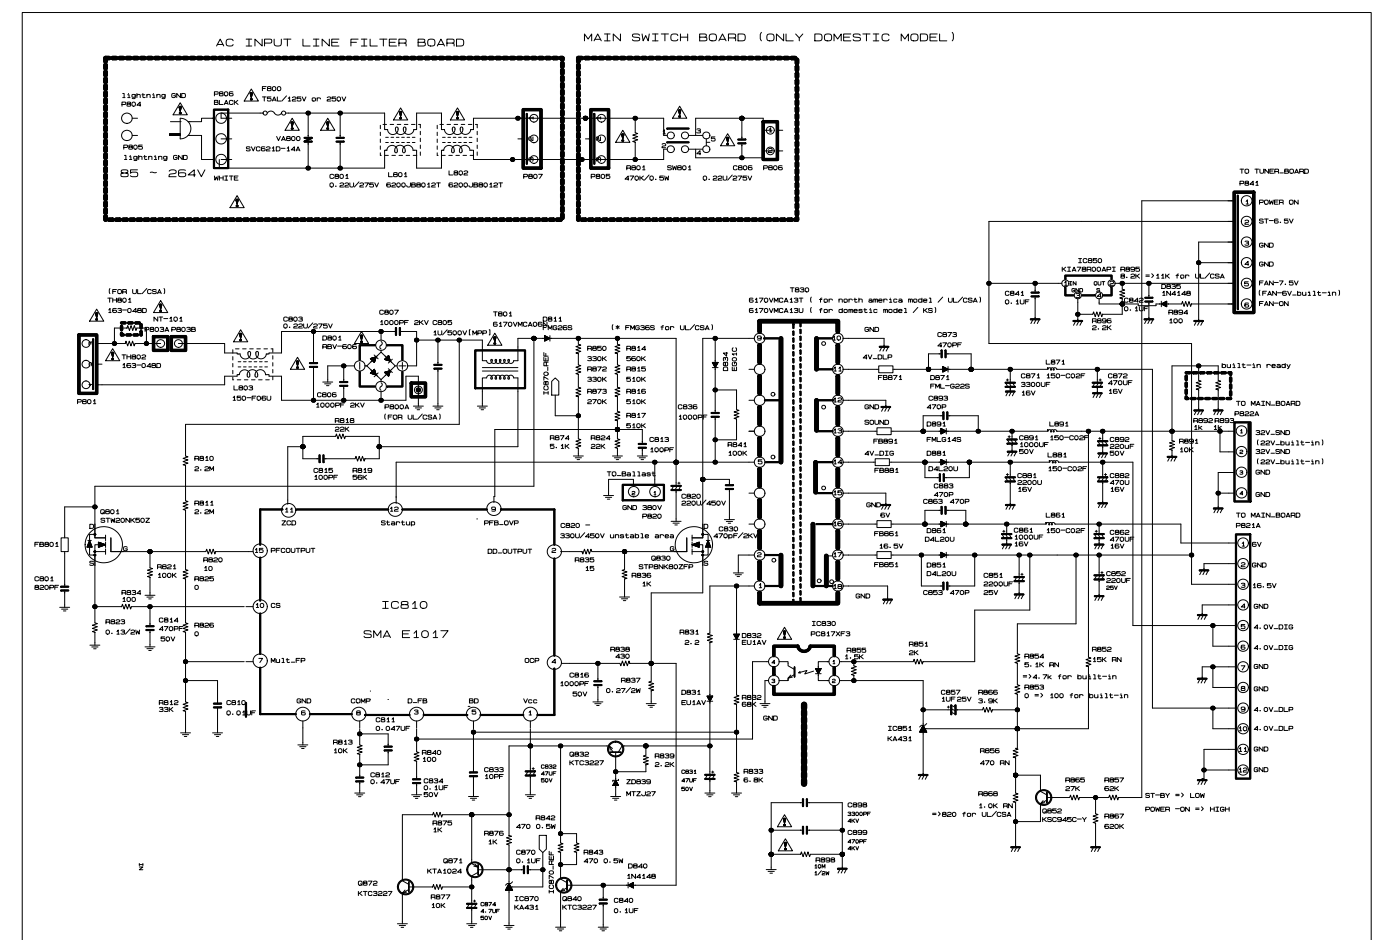 AC INPUT LINE FILTER BOARD
MAIN SWITCH BOARD (ONLY DOMESTIC MODEL)
lightning GND
P804
P805
lightning GND
85 ~ 264V
P806
BLACK
WHITE
F800
T5AL/125V or 250V
VA800
SVC621D-14A
C801
0.22U/275V
L801
6200JB8012T
L802
6200JB8012T
P807
P805
R801
470K/0.5W
SW801
C806
0.22U/275V
P806
TO TUNER_BOARD
P841
POWER ON
ST-6.5V
GND
GND
FAN-7.5V
(FAN-6V_built-in)
FAN-ON
IC850
KIA78R00API
IN
OUT
GND
S
R895
8.2K =>11K for UL/CSA
D835
1N4148
C841
0.1UF
C842
0.1UF
R896
2.2K
R894
100
(FOR UL/CSA)
TH801
163-048D
NT-101
P803A
P803B
TH802
163-048D
P801
C803
0.22U/275V
L803
150-F06U
D801
RBV-606
C807
1000PF 2KV
C806
1000PF 2KV
P800A
(FOR UL/CSA)
C805
1U/500V(MPP)
T801
6170VMCA06S
D811
FMG26S
(* FMG36S for UL/CSA)
IC870_REF
R850
330K
R872
330K
R873
270K
R874
5.1K
R814
560K
R815
510K
R816
510K
R817
510K
R824
22K
C813
100PF
R818
22K
C815
100PF
R819
56K
T830
6170VMCA13T ( for north america model / UL/CSA)
6170VMCA13U ( for domestic model / KS)
D834
EG01C
C836
1000PF
R841
100K
TO_Ballast
GND 380V
P820
C820
220U/450V
C820 -
330U/450V unstable area
C830
470pF/2KV
Q830
STP8NK80ZFP
R835
15
R836
1K
GND
4V_DLP
FB871
C873
470PF
D871
FML-G22S
C871
3300UF
16V
L871
150-C02F
C872
470UF
16V
GND
SOUND
FB891
C893
470P
D891
FMLG14S
C891
1000UF
50V
L891
150-C02F
C892
220UF
50V
4V_DIG
FB881
D881
D4L20U
C883
470P
C881
2200U
16V
L881
150-C02F
C882
470U
16V
GND
C863 470P
6V
FB861
D861
D4L20U
C861
1000UF
16V
L861
150-C02F
C862
470UF
16V
16.5V
FB851
D851
D4L20U
C853 470P
C851
2200UF
25V
C852
220UF
25V
GND
built-in ready
R892
1k
R893
1k
R891
10K
TO MAIN_BOARD
P822A
32V_SND
(22V_built-in)
32V_SND
(22V_built-in)
GND
GND
TO MAIN_BOARD
P821A
6V
GND
16.5V
GND
4.0V_DIG
4.0V_DIG
GND
GND
4.0V_DLP
4.0V_DLP
GND
GND
R810
2.2M
R811
2.2M
Q801
STW20NK50Z
FB801
C801
820PF
R821
100K
R820
10
R825
0
R834
100
C814
470PF
50V
R826
0
R823
0.13/2W
R812
33K
C810
0.01UF
ZCD
Startup
PFB_OVP
PFCOUTPUT
DD_OUTPUT
IC810
SMA E1017
CS
Mult_FP
OCP
GND
COMP
D_FB
BD
Vcc
C816
1000PF
50V
R838
430
R837
0.27/2W
R831
2.2
D831
EU1AV
D832
EU1AV
R832
68K
R833
6.8K
IC830
PC817XF3
GND
R855
1.5K
R851
2K
R854
5.1K RN
=>4.7k for built-in
R853
0 => 100 for built-in
R852
15K RN
C857
1UF 25V
R866
3.9K
IC851
KA431
R856
470 RN
R868
1.0K RN
=>820 for UL/CSA
Q852
KSC945C-Y
R865
27K
R857
62K
R867
620K
ST-BY => LOW
POWER -ON => HIGH
R813
10K
C811
0.047UF
C812
0.47UF
R840
100
C834
0.1UF
50V
C833
10PF
C832
47UF
50V
Q832
KTC3227
ZD839
MTZJ27
R839
2.2K
C831
47UF
50V
R875
1K
R876
1K
Q871
KTA1024
Q872
KTC3227
R877
10K
C874
4.7UF
50V
C870
0.1UF
IC870
KA431
R842
470 0.5W
IC870_REF
R843
470 0.5W
Q840
KTC3227
D840
1N4148
C840
0.1UF
C898
3300PF
4KV
C899
470PF
4KV
R898
10M
1/2W
IN